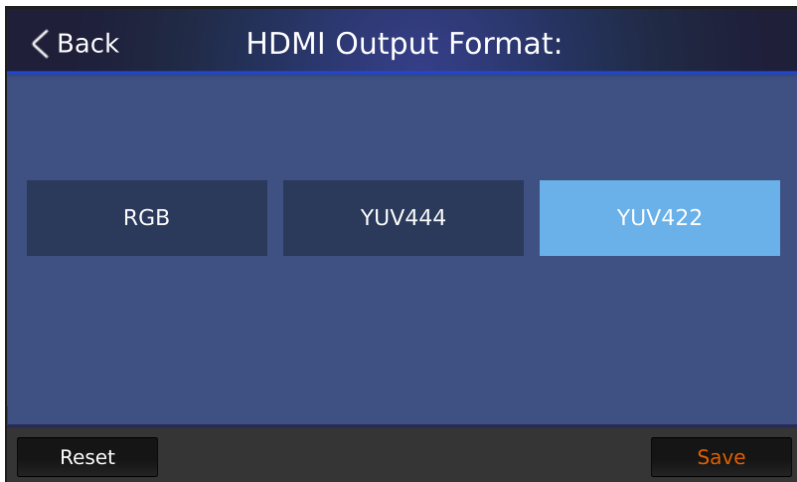 Back
HDMI Output Format:
RGB
YUV444
YUV422
Reset
Save